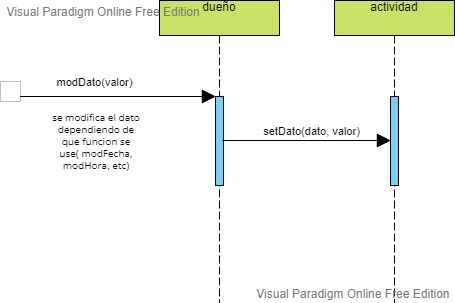 Visual Paradigm Online Free Edition
dueño
actividad
modDato(valor)
se modifica el dato
dependiendo de
que funcion se
use( modFecha,
modHora, etc)
setDato(dato, valor)
Visual Paradigm Online Free Edition